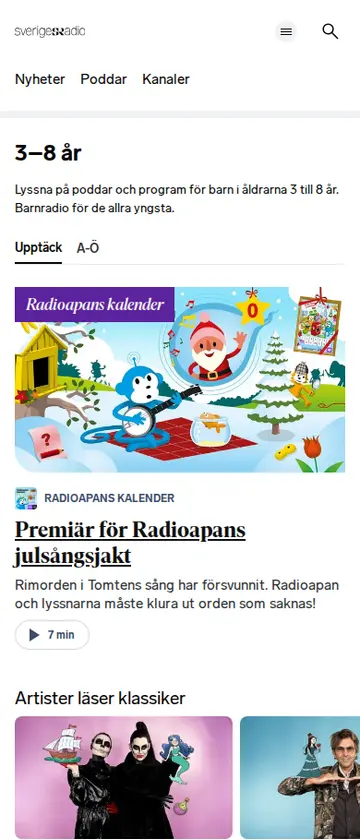 sverigesradio
Nyheter Poddar Kanaler
3–8 år
Lyssna på poddar och program för barn i åldrarna 3 till 8 år.
Barnradio för de allra yngsta.
Upptäck A-Ö
Radioapans kalender
0
?
RADIOAPANS KALENDER
Premiär för Radioapans
julsångsjakt
Rimorden i Tomtens sång har försvunnit. Radioapan
och lyssnarna måste klura ut orden som saknas!
7 min
Artister läser klassiker